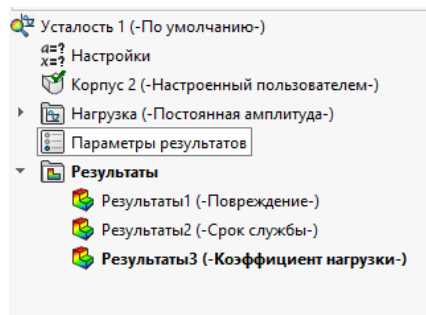 Усталость 1 (-По умолчанию-)
a=?
x=? Настройки
Корпус 2 (-Настроенный пользователем-)
Нагрузка (-Постоянная амплитуда-)
Параметры результатов
Результаты
Результаты1 (-Повреждение-)
Результаты2 (-Срок службы-)
Результаты3 (-Коэффициент нагрузки-)